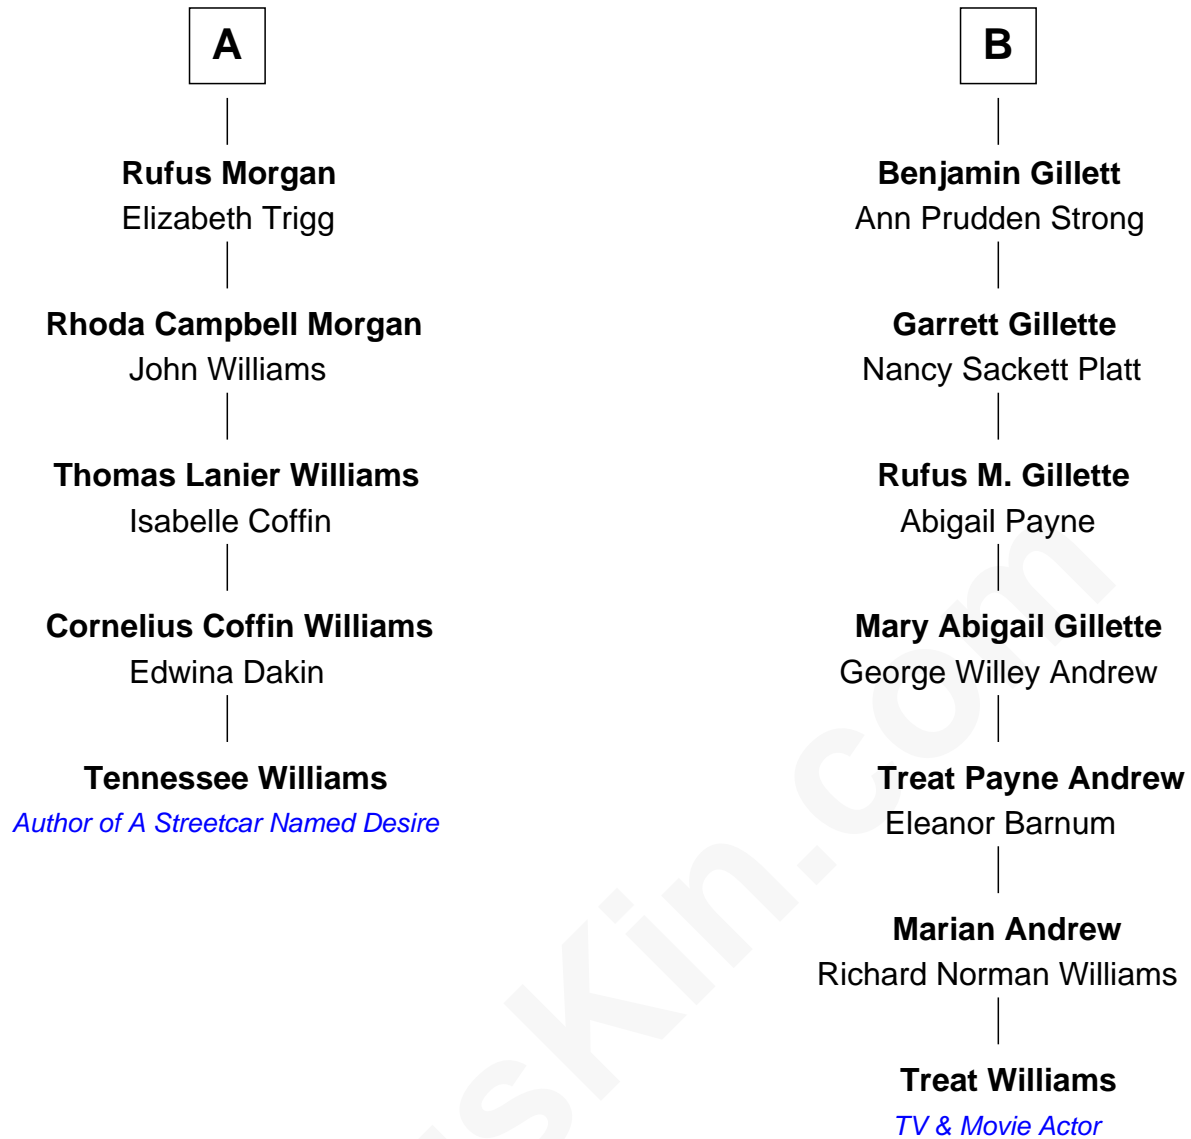 A
Rufus Morgan
Elizabeth Trigg
Rhoda Campbell Morgan
John Williams
Thomas Lanier Williams
Isabelle Coffin
Cornelius Coffin Williams
Edwina Dakin
Tennessee Williams
Author of A Streetcar Named Desire
B
Benjamin Gillett
Ann Prudden Strong
Garrett Gillette
Nancy Sackett Platt
Rufus M. Gillette
Abigail Payne
Mary Abigail Gillette
George Willey Andrew
Treat Payne Andrew
Eleanor Barnum
Marian Andrew
Richard Norman Williams
Treat Williams
TV & Movie Actor